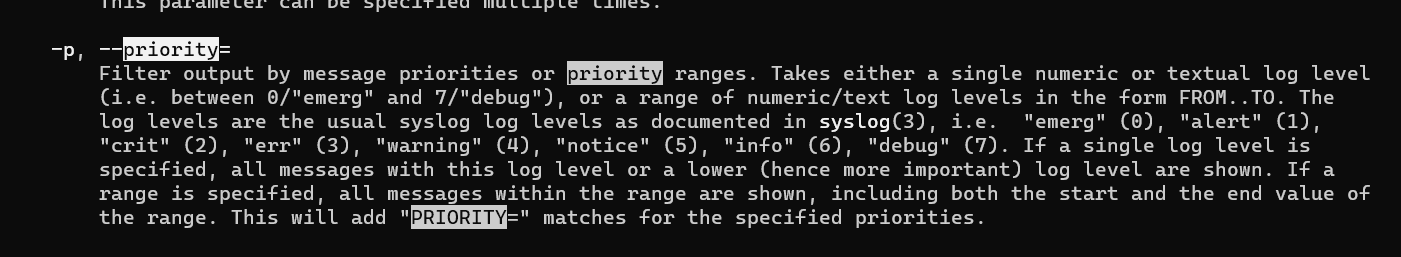 This parameter can be specified multiple times.
-p, --priority=
Filter output by message priorities or priority ranges. Takes either a single numeric or textual log level
(i.e. between 0/"emerg" and 7/"debug"), or a range of numeric/text log levels in the form FROM..TO. The
log levels are the usual syslog log levels as documented in syslog(3), i.e.  "emerg" (0), "alert" (1),
"crit" (2), "err" (3), "warning" (4), "notice" (5), "info" (6), "debug" (7). If a single log level is
specified, all messages with this log level or a lower (hence more important) log level are shown. If a
range is specified, all messages within the range are shown, including both the start and the end value of
the range. This will add "PRIORITY=" matches for the specified priorities.